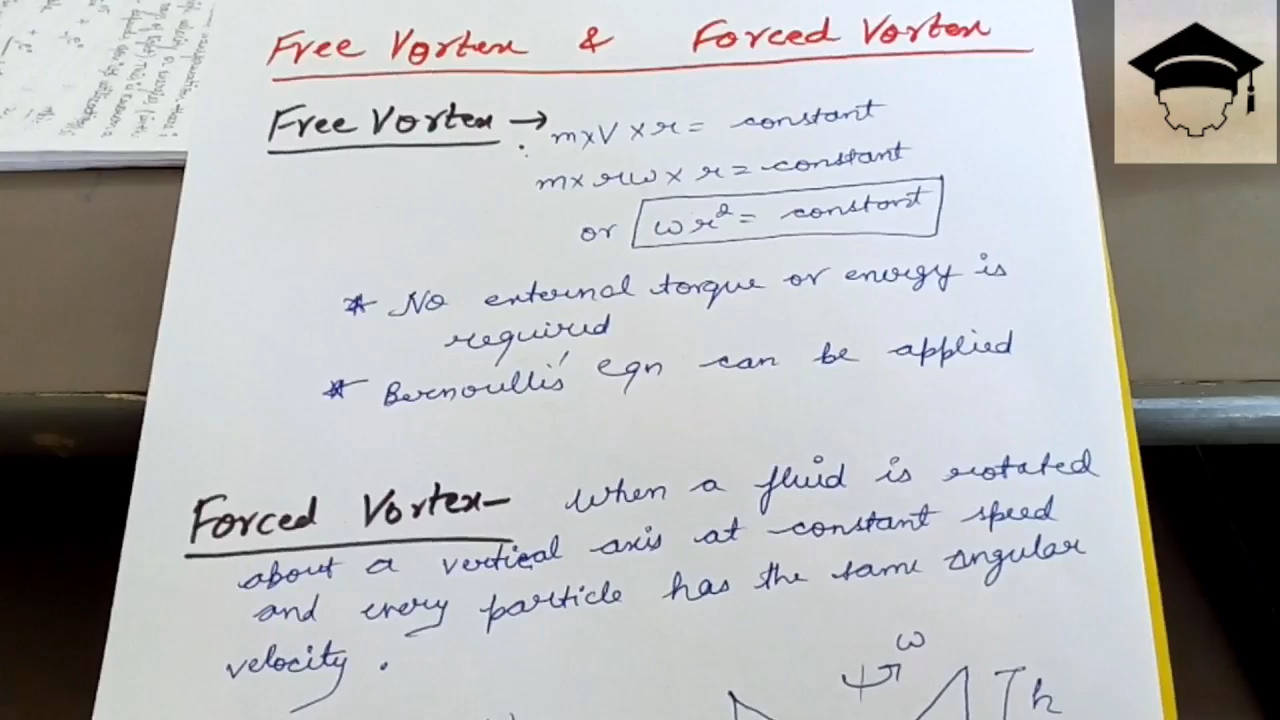 Free Vortex & Forced Vortex
Free Vortex → m×V×r = constant
m×rω×r = constant
or ωr² = constant
* No external torque or energy is
required
* Bernoulli's eqn can be applied
Forced Vortex- When a fluid is rotated
about a vertical axis at constant speed
and every particle has the same angular
velocity.
ω
h